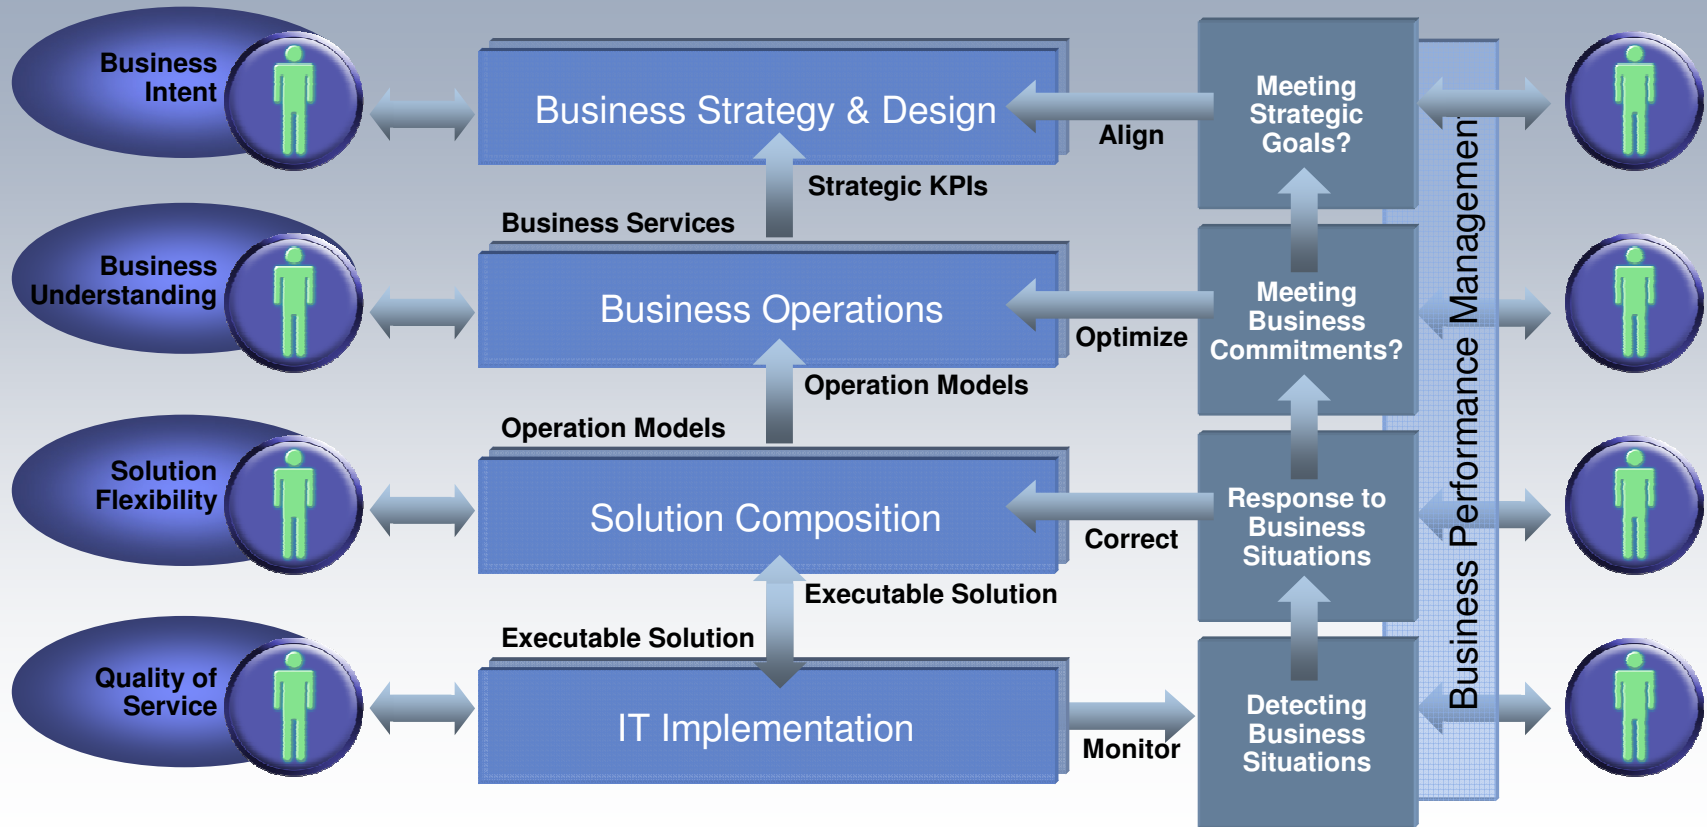 Business
Intent
Business Strategy & Design
Align
Meeting
Strategic
Goals?
Strategic KPIs
Business Services
Business
Understanding
Business Operations
Optimize
Meeting
Business
Commitments?
Operation Models
Operation Models
Solution
Flexibility
Solution Composition
Correct
Response to
Business
Situations
Executable Solution
Executable Solution
Quality of
Service
IT Implementation
Monitor
Detecting
Business
Situations
Business Performance Management